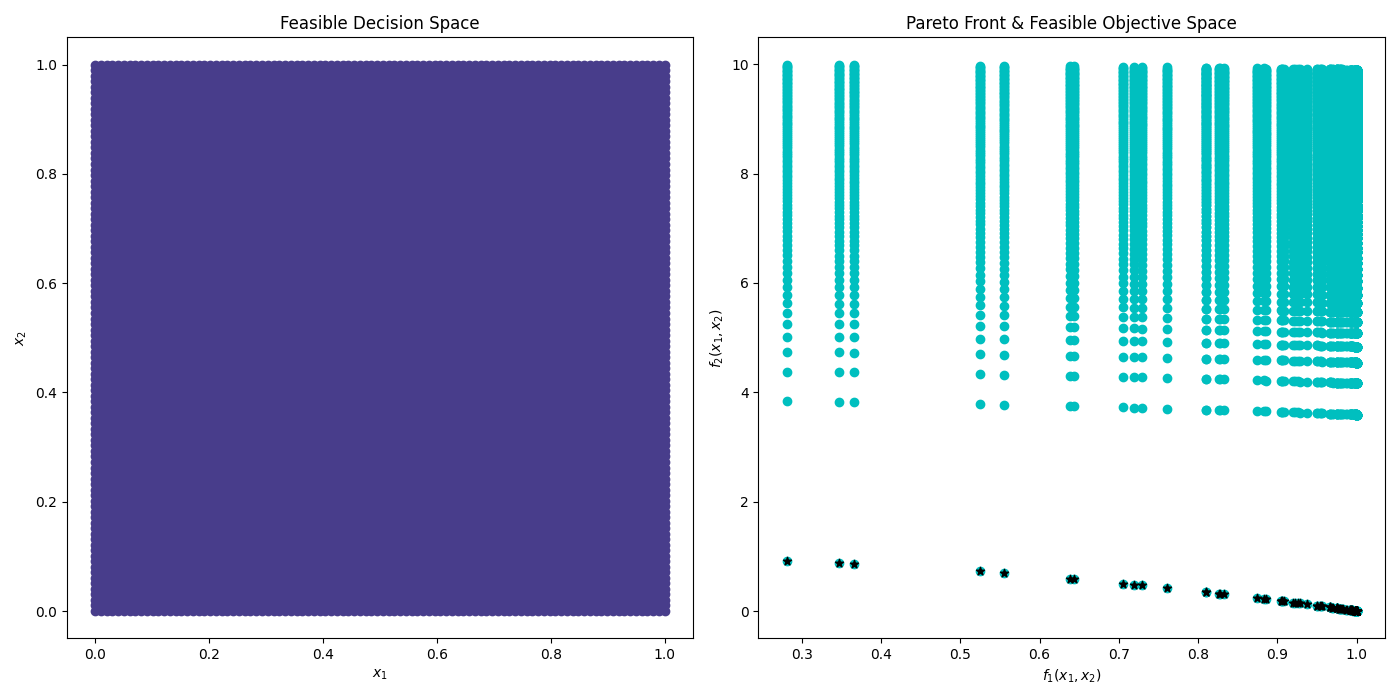 Feasible Decision Space
1.0
0.8
0.6
0.4
0.2
0.0
x₂
0.0 0.2 0.4 0.6 0.8 1.0
x₁
Pareto Front & Feasible Objective Space
10
8
6
4
2
0
f₂(x₁, x₂)
0.3 0.4 0.5 0.6 0.7 0.8 0.9 1.0
f₁(x₁, x₂)